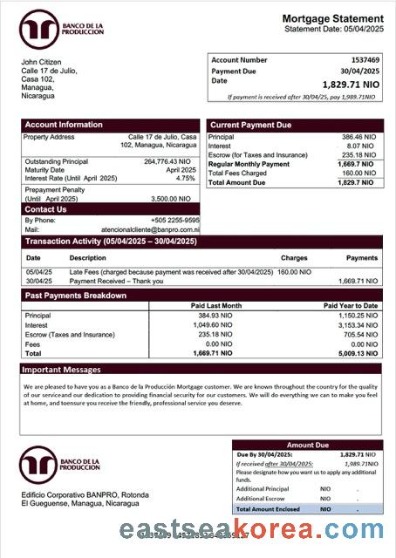 BANCO DE LA
PRODUCCION
Mortgage Statement
Statement Date: 05/04/2025
John Citizen
Calle 17 de Julio,
Casa 102,
Managua,
Nicaragua
Account Number 1537469
Payment Due Date 30/04/2025
1,829.71 NIO
If payment is received after 30/04/25, pay 1,989.71NIO
Account Information
Property Address Calle 17 de Julio, Casa
102, Managua, Nicaragua
Outstanding Principal 264,776.43 NIO
Maturity Date April 2025
Interest Rate (Until April 2025) 4.75%
Prepayment Penalty
(Until April 2025) 3,500.00 NIO
Contact Us
By Phone: +505 2255-9595
Mail: atencionalcliente@banpro.com.ni
Current Payment Due
Principal 386.46 NIO
Interest 8.07 NIO
Escrow (for Taxes and Insurance) 235.18 NIO
Regular Monthly Payment 1,669.7 NIO
Total Fees Charged 160.00 NIO
Total Amount Due 1,829.7 NIO
Transaction Activity (05/04/2025 – 30/04/2025)
Date Description Charges Payments
05/04/25 Late Fees (charged because payment was received after 30/04/2025) 160.00 NIO
30/04/25 Payment Received – Thank you 1,669.71 NIO
Past Payments Breakdown
Paid Last Month Paid Year to Date
Principal 384.93 NIO 1,150.25 NIO
Interest 1,049.60 NIO 3,153.34 NIO
Escrow (Taxes and Insurance) 235.18 NIO 705.54 NIO
Fees 0.00 NIO 0.00 NIO
Total 1,669.71 NIO 5,009.13 NIO
Important Messages
We are pleased to have you as a Banco de la Producción Mortgage customer. We are known throughout the country for the quality
of our serviceand our dedication to providing financial security for our customers. We will do everything we can to make you feel
at home, and toensure you receive the friendly, professional service you deserve.
BANCO DE LA
PRODUCCION
Edificio Corporativo BANPRO, Rotonda
El Gueguense, Managua, Nicaragua
Amount Due
Due By 30/04/2025: 1,829.71 NIO
If received after 30/04/2025: 1,989.71NIO
Please designate how you want us to apply any additional
funds.
Additional Principal NIO .
Additional Escrow NIO .
Total Amount Enclosed NIO .
eastseakorea.com